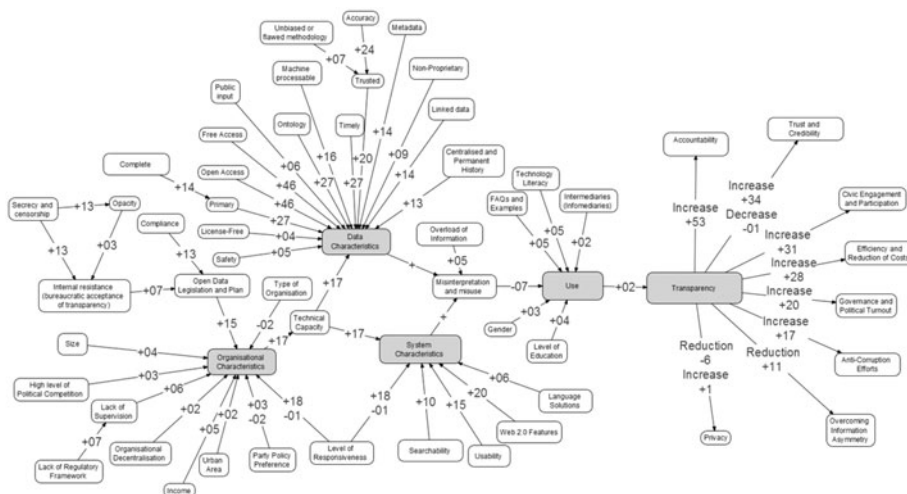 Unbiased or
flawed methodology
+07
Accuracy
+24
Trusted
Metadata
Machine
processable
Non-Proprietary
Public
input
Ontology
Timely
Linked data
Free Access
Centralised and
Permanent
History
Complete
Open Access
+14
Primary
+27
License-Free
Safety
+06
+46
+46
+04
+05
+16
+27
+27
+20
+14
+09
+14
+13
Data
Characteristics
Secrecy and
censorship
+13
Opacity
+13
+03
Internal resistance
(bureaucratic acceptance
of transparency)
+07
Compliance
+13
Open Data
Legislation and Plan
+15
Type of
Organisation
-02
Technical
Capacity
+17
+17
+17
Size
+04
Organisational
Characteristics
High level of
Political Competition
+03
Lack of
Supervision
+06
+07
Lack of Regulatory
Framework
Organisational
Decentralisation
+02
Income
+05
Urban
Area
+02
Party Policy
Preference
+03
-02
Level of
Responsiveness
+18
-01
+18
-01
System
Characteristics
Searchability
+10
Usability
+15
Web 2.0 Features
+20
Language
Solutions
+06
Overload of
Information
+05
+
+
Misinterpretation
and misuse
-07
Technology
Literacy
+05
FAQs and
Examples
+05
Intermediaries
(Infomediaries)
+02
Use
Gender
+03
Level of
Education
+04
+02
Transparency
Accountability
Increase
+53
Trust and
Credibility
Increase
+34
Decrease
-01
Civic Engagement
and Participation
Increase
+31
Efficiency and
Reduction of Costs
Increase
+28
Governance and
Political Turnout
Increase
+20
Anti-Corruption
Efforts
Increase
+17
Overcoming
Information
Asymmetry
Reduction
+11
Privacy
Reduction
-6
Increase
+1